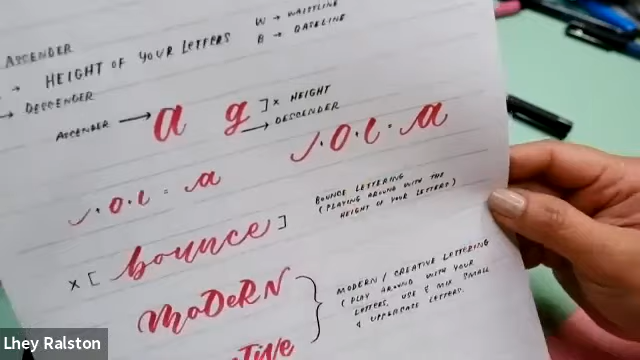 ASCENDER
W → WAISTLINE
→ HEIGHT OF YOUR LETTERS
B → BASELINE
→ DESCENDER
ASCENDER → a g ] x HEIGHT
→ DESCENDER
· O · L · a
· O · L = a
BOUNCE LETTERING
(PLAYING AROUND WITH THE
HEIGHT OF YOUR LETTERS)
x [ bounce ]
MODERN
MODERN / CREATIVE LETTERING
(PLAY AROUND WITH YOUR
LETTERS, USE & MIX SMALL
& UPPERCASE LETTERS.
Lhey Ralston